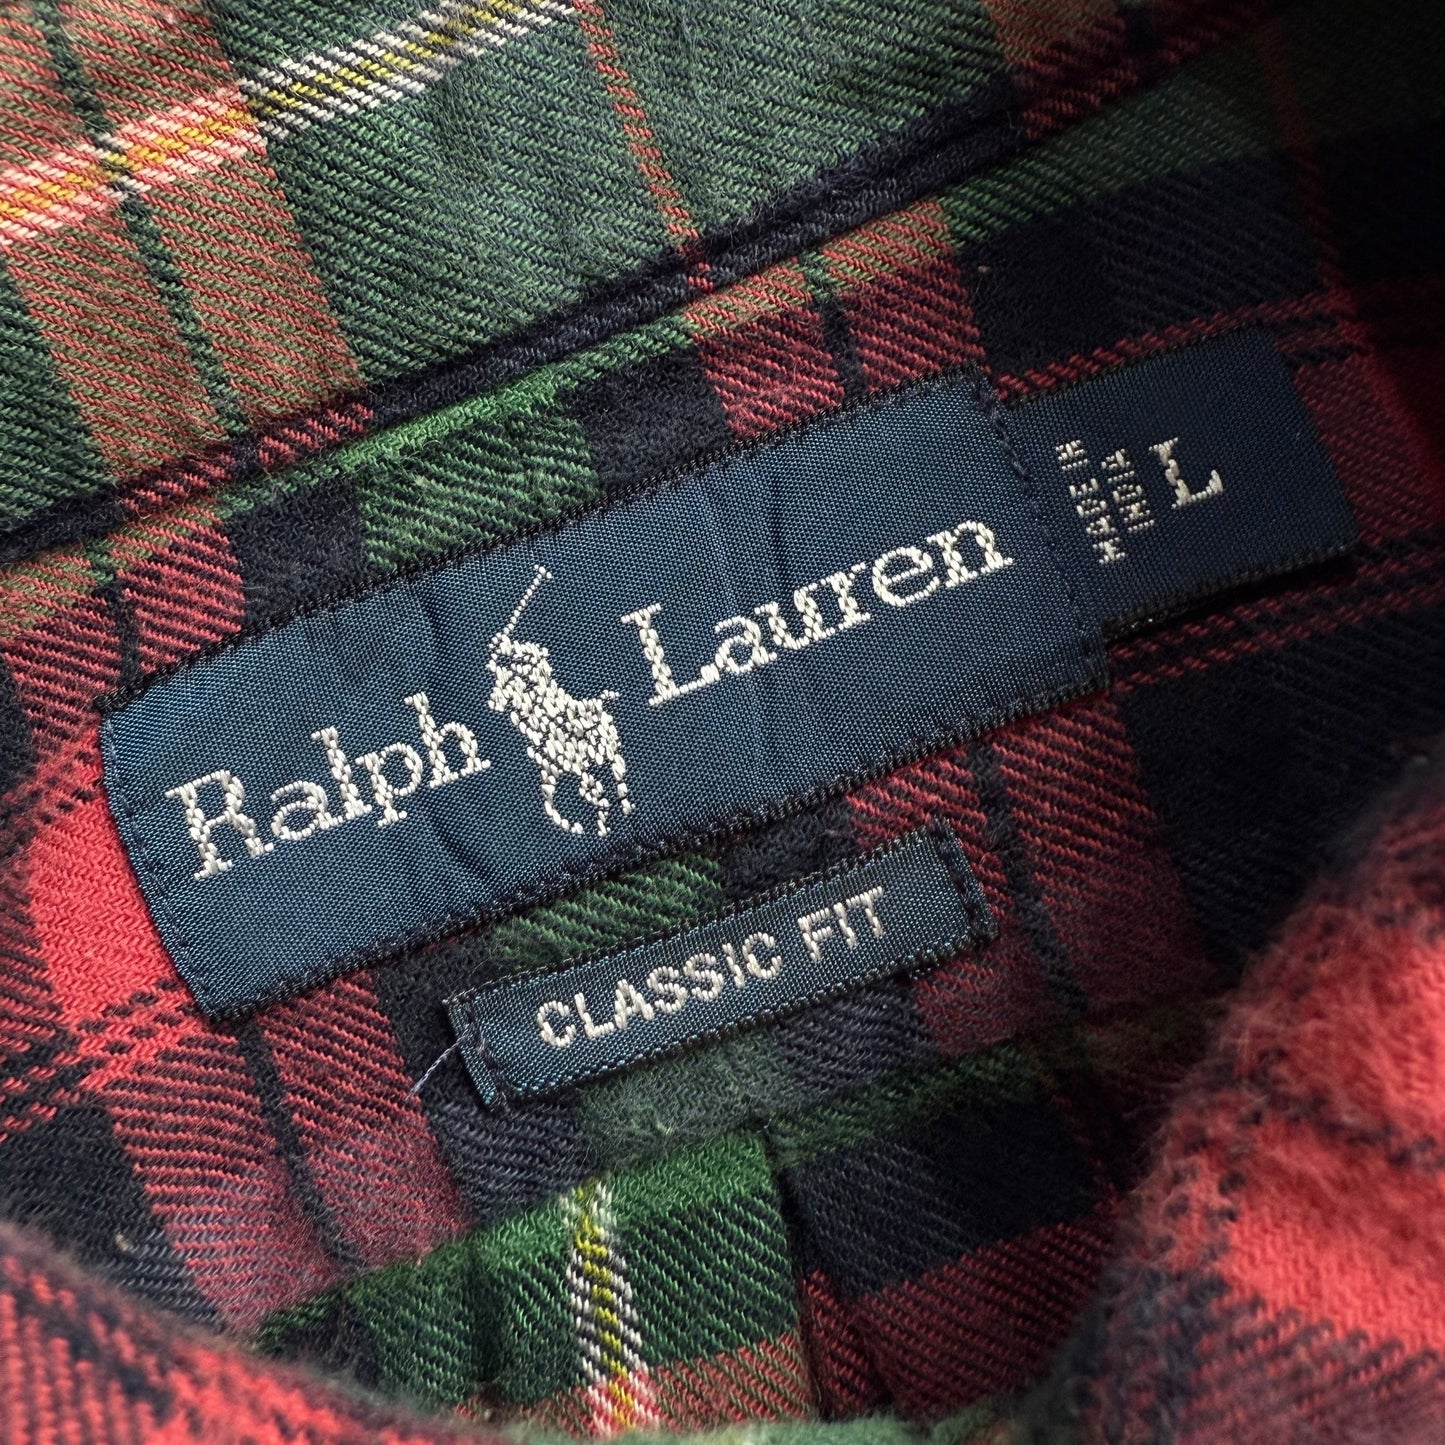 Ralph Lauren
MADE IN
INDIA
L
CLASSIC FIT